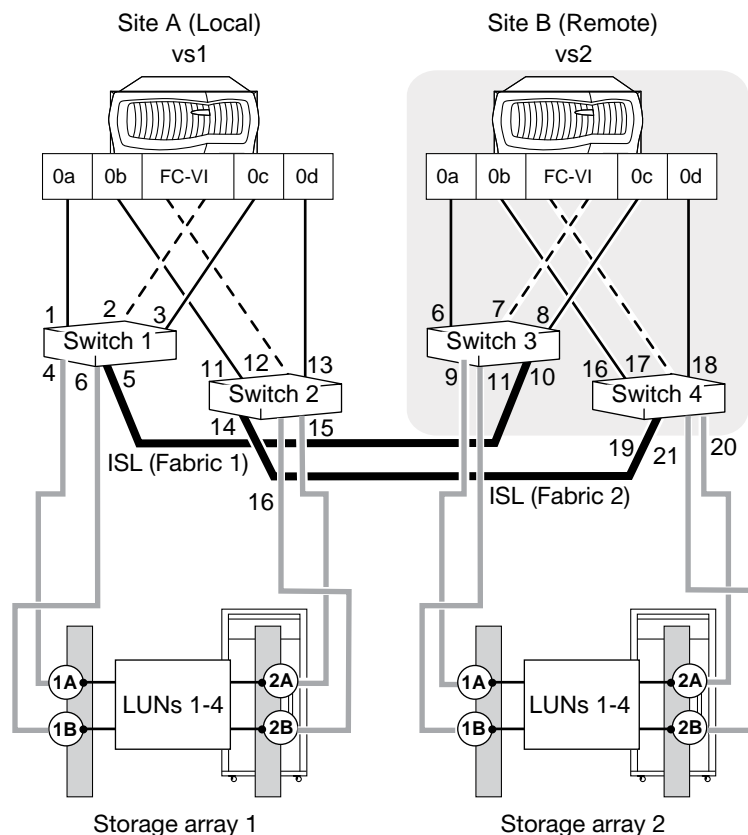 Site A (Local)
vs1
Site B (Remote)
vs2
0a 0b FC-VI 0c 0d
0a 0b FC-VI 0c 0d
1 2 3
Switch 1
4 6 5
11 12 13
Switch 2
14 15
16
6 7 8
Switch 3
9 11 10
16 17 18
Switch 4
19 21 20
ISL (Fabric 1)
ISL (Fabric 2)
1A
1B
LUNs 1-4
2A
2B
1A
1B
LUNs 1-4
2A
2B
Storage array 1
Storage array 2